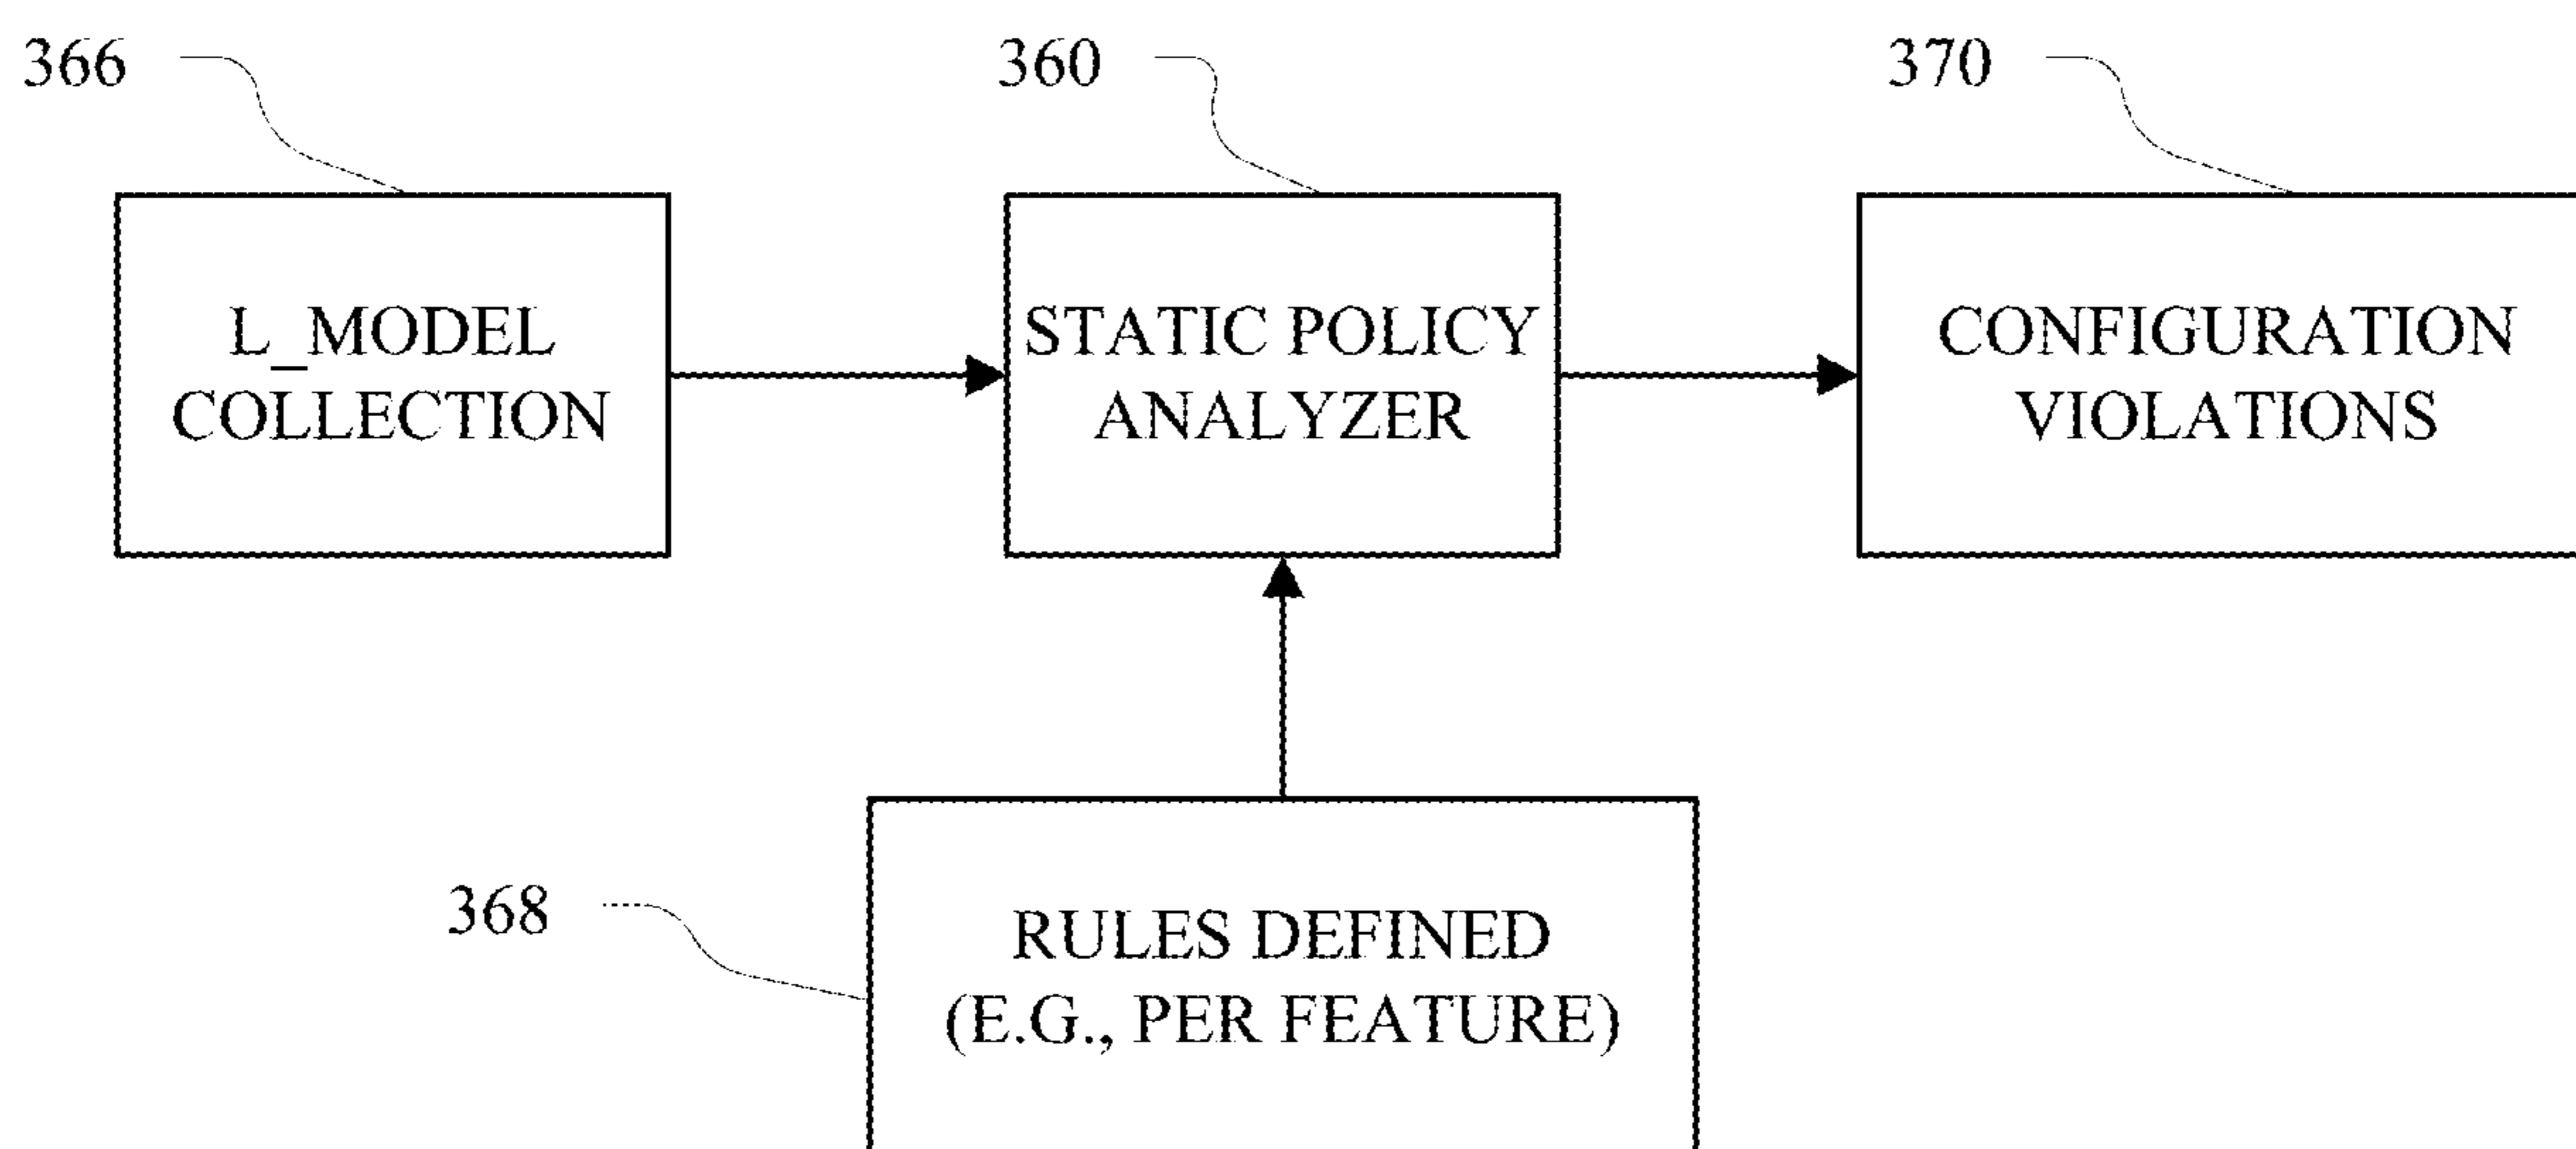 366
360
370
L_MODEL
COLLECTION
STATIC POLICY
ANALYZER
CONFIGURATION
VIOLATIONS
368
RULES DEFINED
(E.G., PER FEATURE)